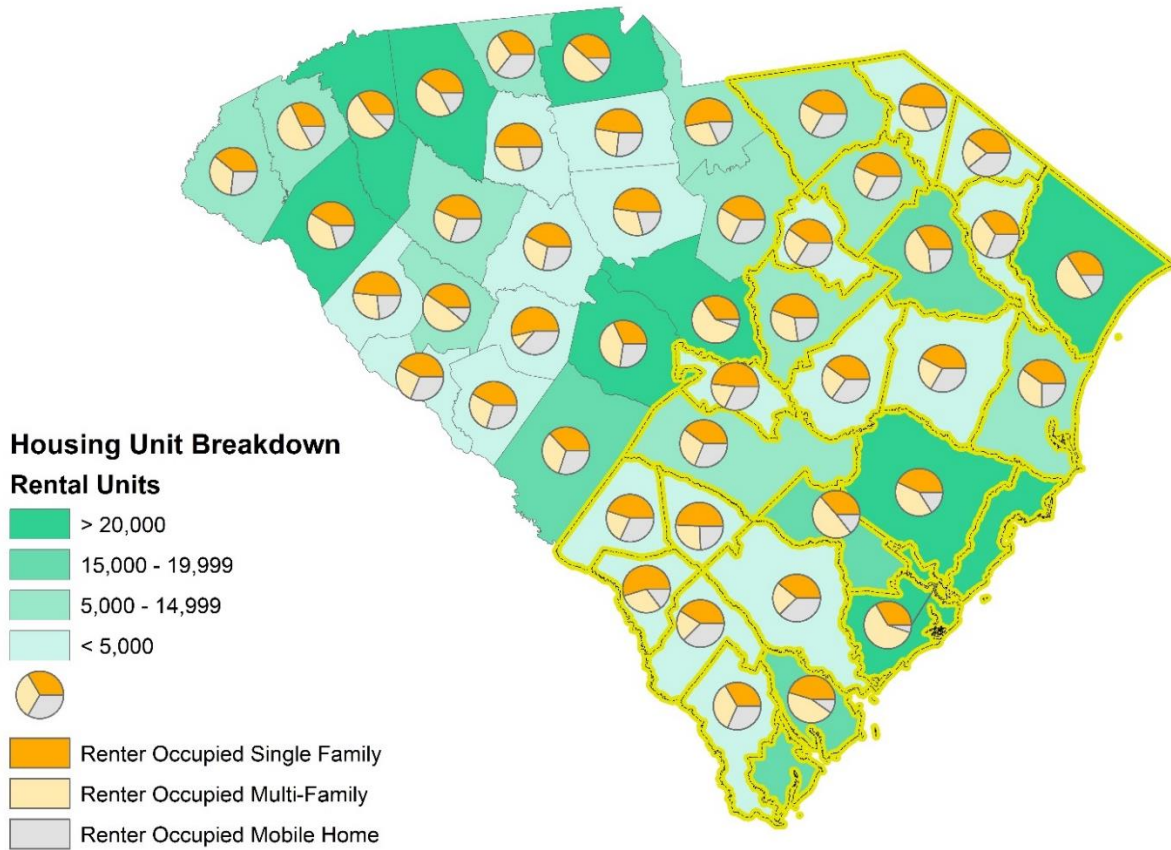 Housing Unit Breakdown
Rental Units
> 20,000
15,000 - 19,999
5,000 - 14,999
< 5,000
Renter Occupied Single Family
Renter Occupied Multi-Family
Renter Occupied Mobile Home